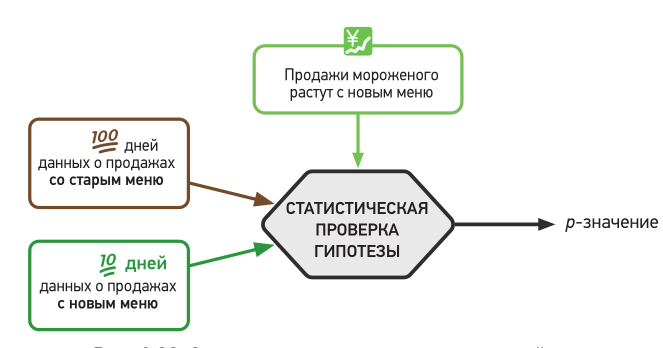 ¥
Продажи мороженого
растут с новым меню
100 дней
данных о продажах
со старым меню
СТАТИСТИЧЕСКАЯ
ПРОВЕРКА
ГИПОТЕЗЫ
p-значение
10 дней
данных о продажах
с новым меню